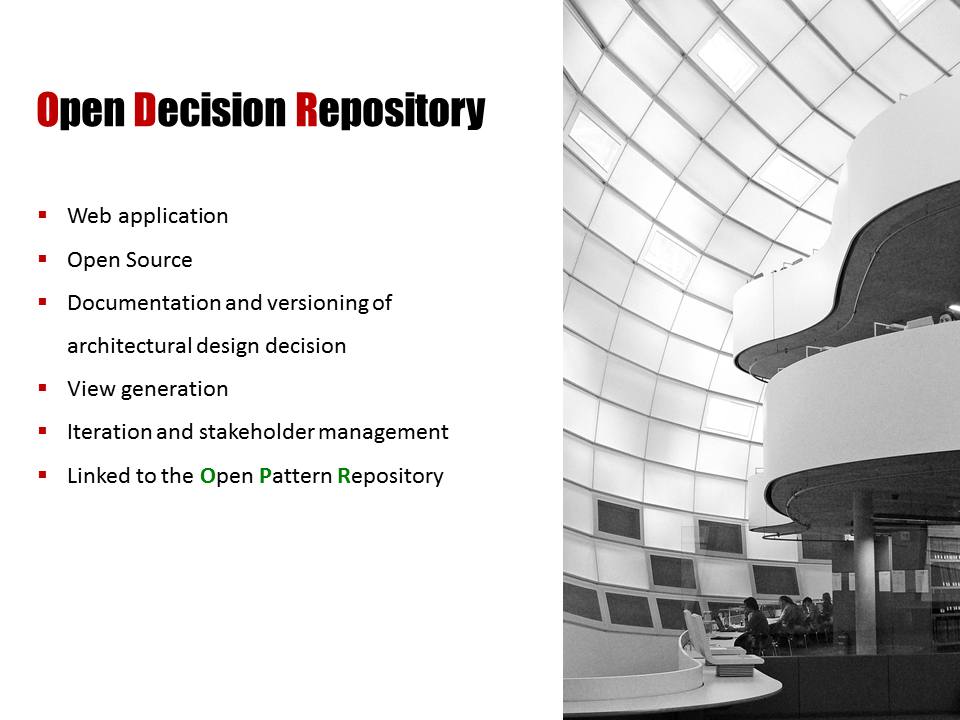 Open Decision Repository
Web application
Open Source
Documentation and versioning of
architectural design decision
View generation
Iteration and stakeholder management
Linked to the Open Pattern Repository